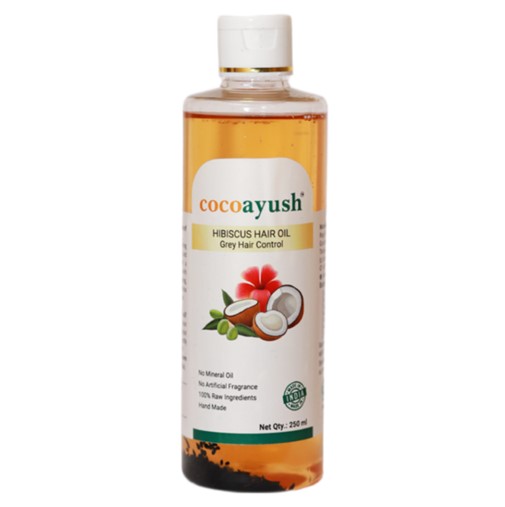 cocoayush®
HIBISCUS HAIR OIL
Grey Hair Control
No Mineral Oil
No Artificial Fragrance
100% Raw Ingredients
Hand Made
INDIA
Net Qty.: 250 ml